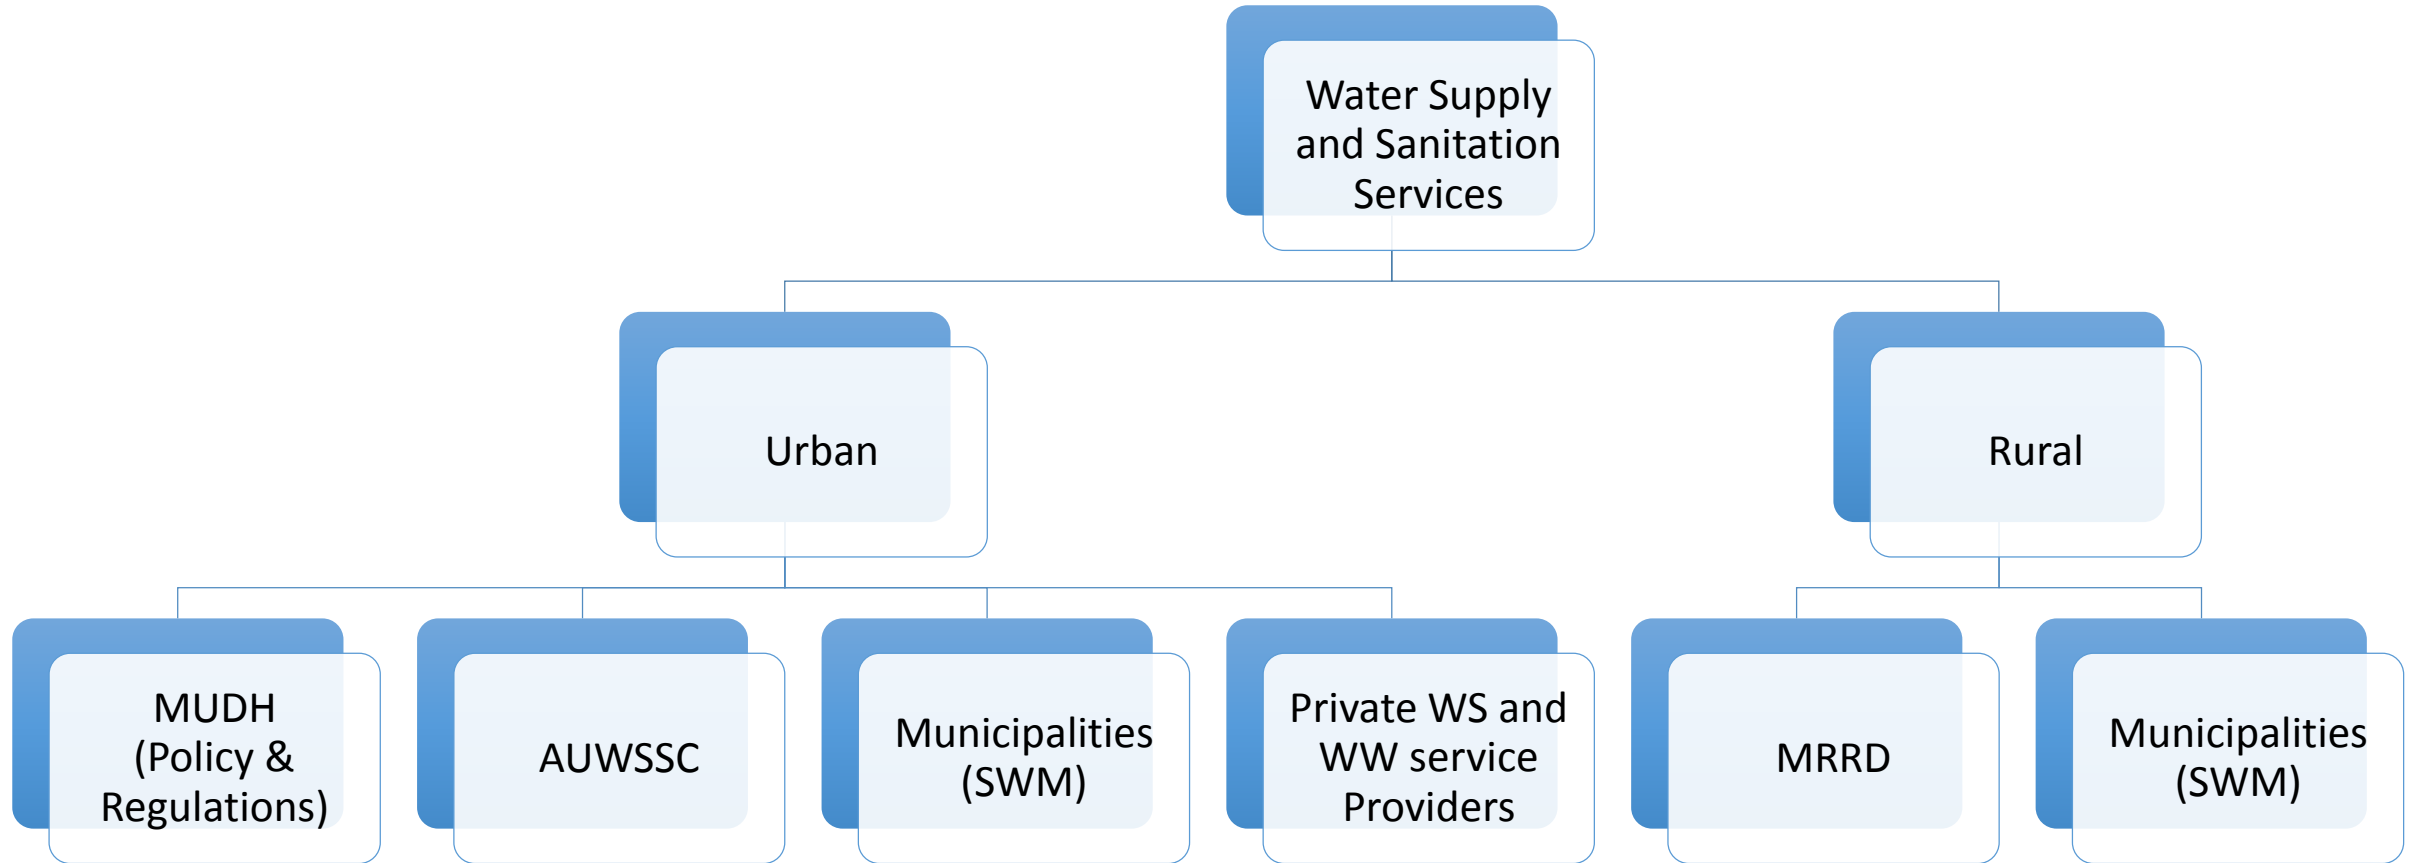 Water Supply
and Sanitation
Services
Urban
Rural
MUDH
(Policy &
Regulations)
AUWSSC
Municipalities
(SWM)
Private WS and
WW service
Providers
MRRD
Municipalities
(SWM)